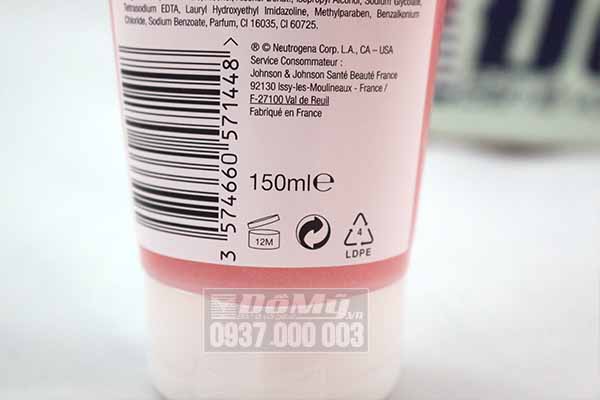 Tetrasodium EDTA, Lauryl Hydroxyethyl Imidazoline, Methylparaben, Benzalkonium
Chloride, Sodium Benzoate, Parfum, CI 16035, CI 60725.
® © Neutrogena Corp. L.A., CA – USA
Service Consommateur :
Johnson & Johnson Santé Beauté France
92130 Issy-les-Moulineaux - France /
F-27100 Val de Reuil
Fabriqué en France
3 574660 571448 >
150ml℮
12M
4
LDPE
ĐồMỹ.vn
0937 000 003